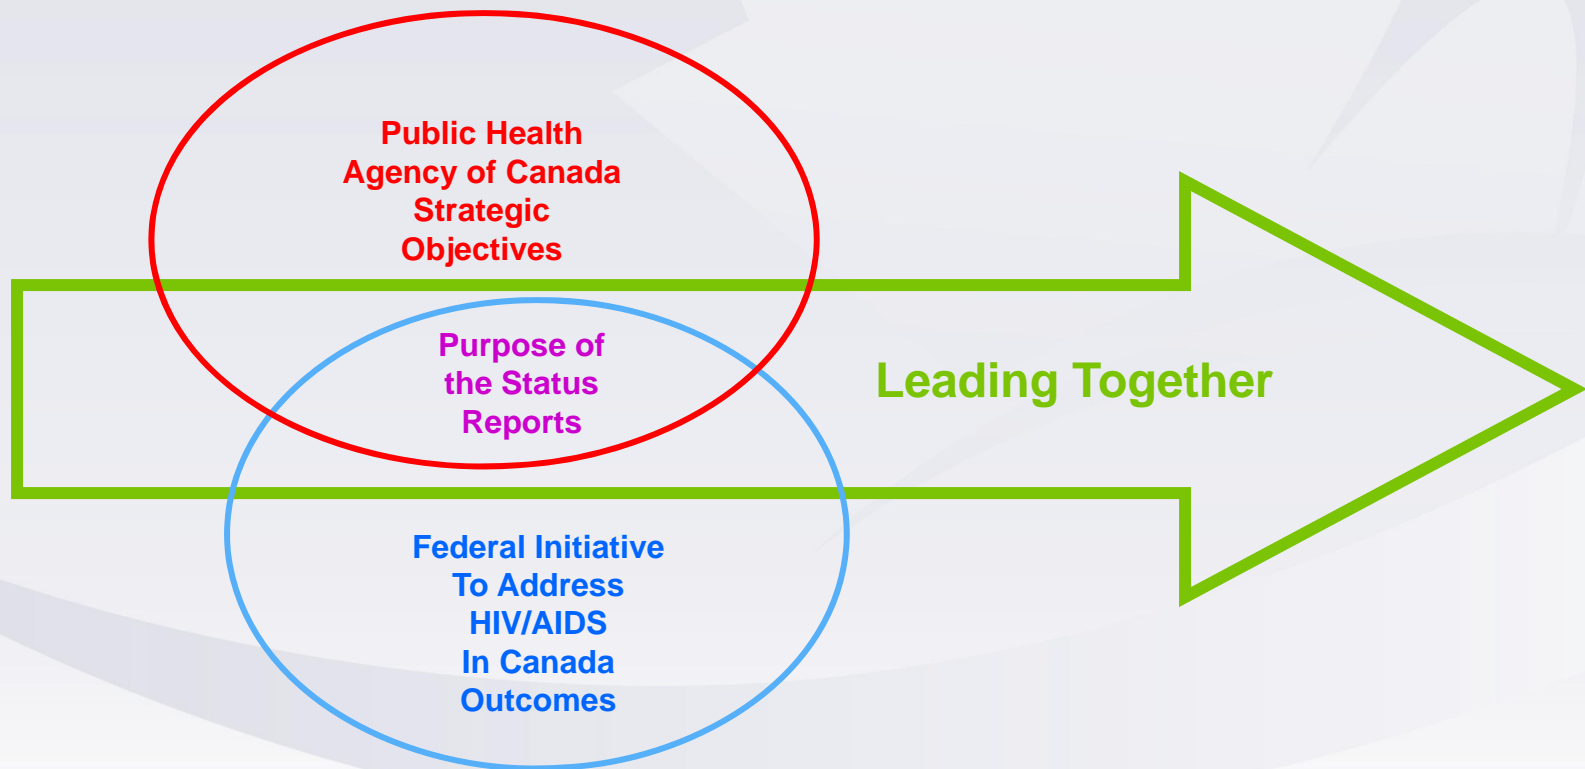 Public Health
Agency of Canada
Strategic
Objectives
Purpose of
the Status
Reports
Leading Together
Federal Initiative
To Address
HIV/AIDS
In Canada
Outcomes